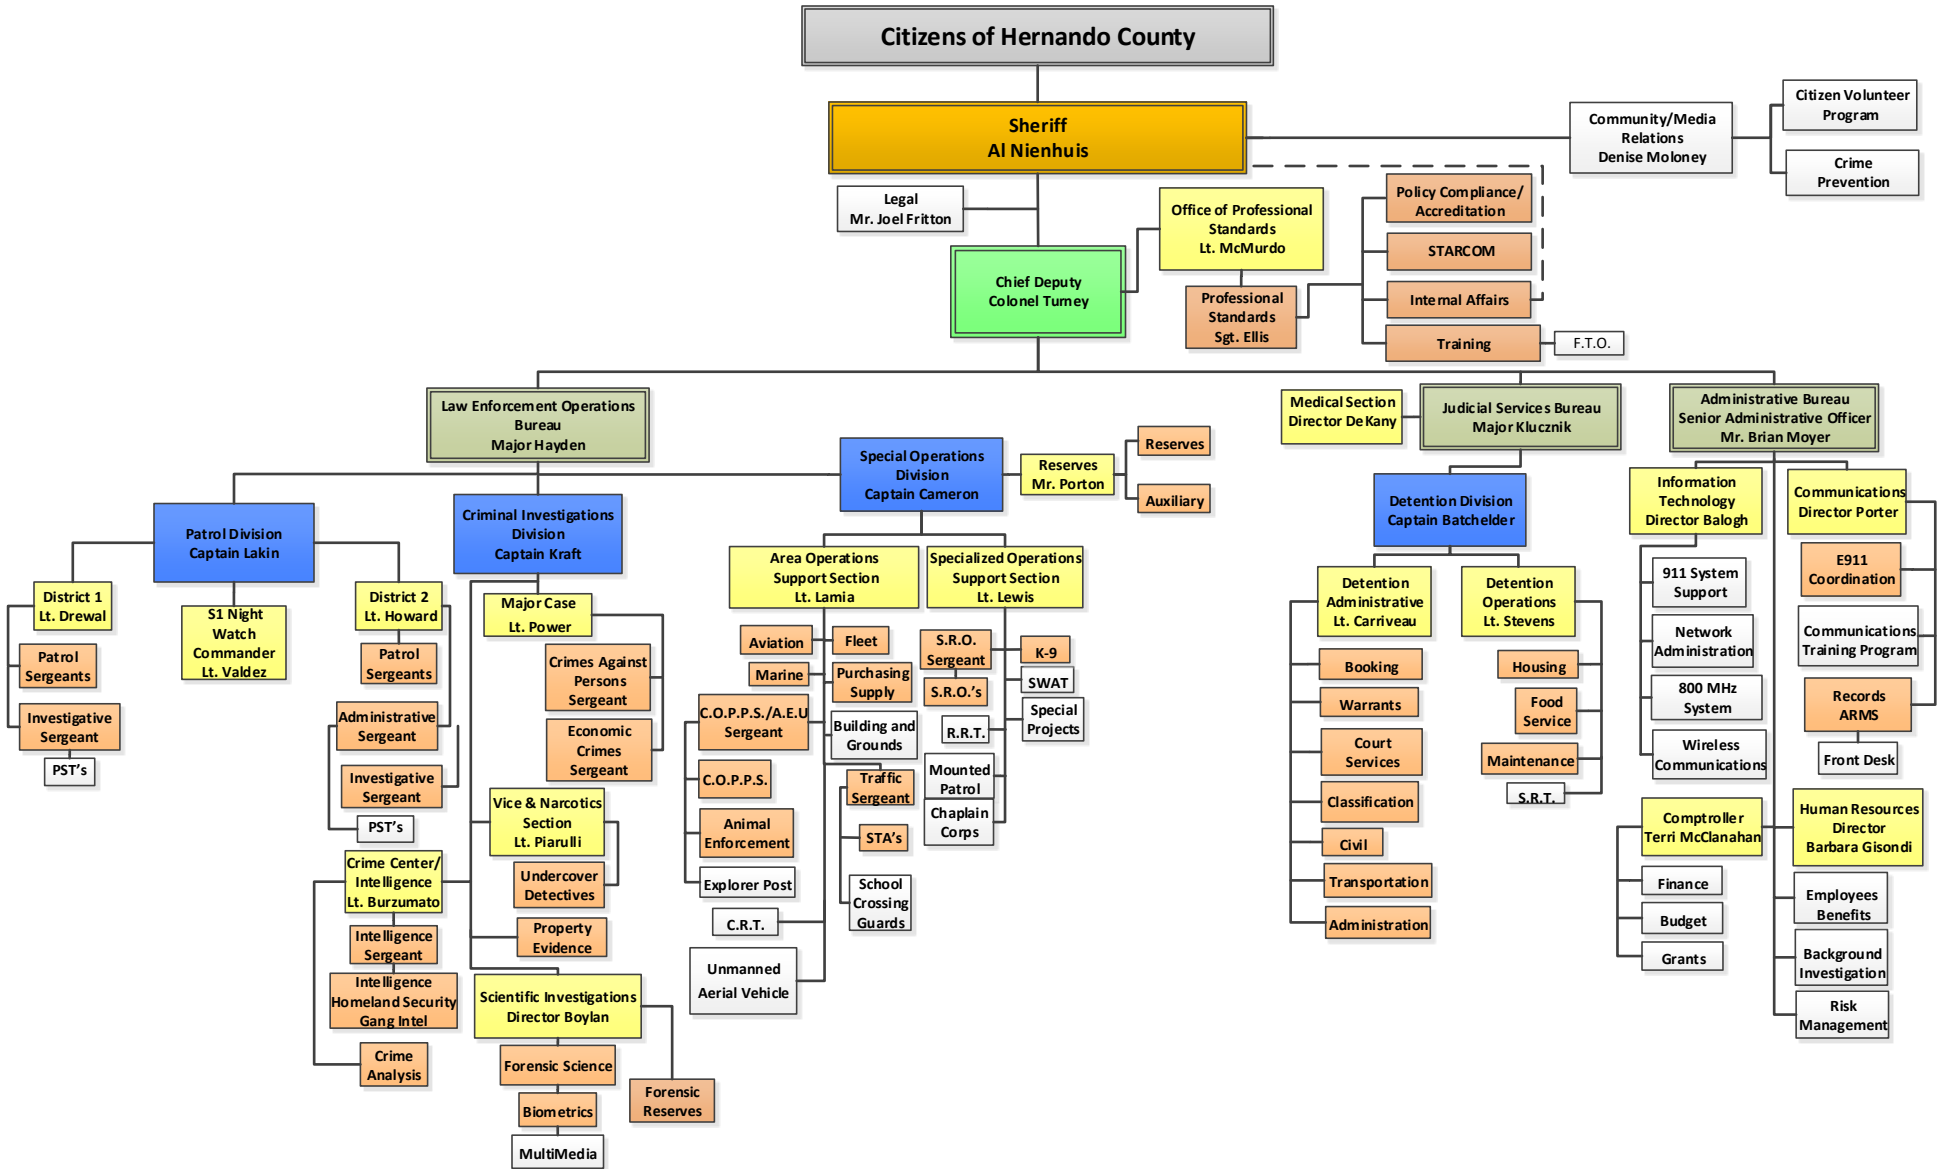 Citizens of Hernando County
Sheriff
Al Nienhuis
Community/Media
Relations
Denise Moloney
Citizen Volunteer
Program
Crime
Prevention
Legal
Mr. Joel Fritton
Chief Deputy
Colonel Turney
Office of Professional
Standards
Lt. McMurdo
Professional
Standards
Sgt. Ellis
Policy Compliance/
Accreditation
STARCOM
Internal Affairs
Training
F.T.O.
Law Enforcement Operations
Bureau
Major Hayden
Medical Section
Director DeKany
Judicial Services Bureau
Major Klucznik
Administrative Bureau
Senior Administrative Officer
Mr. Brian Moyer
Patrol Division
Captain Lakin
Criminal Investigations
Division
Captain Kraft
Special Operations
Division
Captain Cameron
Reserves
Mr. Porton
Reserves
Auxiliary
Detention Division
Captain Batchelder
Information
Technology
Director Balogh
Communications
Director Porter
District 1
Lt. Drewal
Patrol
Sergeants
Investigative
Sergeant
PST's
S1 Night
Watch
Commander
Lt. Valdez
District 2
Lt. Howard
Patrol
Sergeants
Administrative
Sergeant
Investigative
Sergeant
PST's
Major Case
Lt. Power
Crimes Against
Persons
Sergeant
Economic
Crimes
Sergeant
Vice & Narcotics
Section
Lt. Piarulli
Undercover
Detectives
Property
Evidence
Crime Center/
Intelligence
Lt. Burzumato
Intelligence
Sergeant
Intelligence
Homeland Security
Gang Intel
Crime
Analysis
Scientific Investigations
Director Boylan
Forensic Science
Biometrics
MultiMedia
Forensic
Reserves
Area Operations
Support Section
Lt. Lamia
Aviation
Fleet
Marine
Purchasing
Supply
C.O.P.P.S./A.E.U
Sergeant
Building and
Grounds
C.O.P.P.S.
Animal
Enforcement
Explorer Post
Traffic
Sergeant
STA's
School
Crossing
Guards
C.R.T.
Unmanned
Aerial Vehicle
Specialized Operations
Support Section
Lt. Lewis
S.R.O.
Sergeant
S.R.O.'s
K-9
SWAT
Special
Projects
R.R.T.
Mounted
Patrol
Chaplain
Corps
Detention
Administrative
Lt. Carriveau
Booking
Warrants
Court
Services
Classification
Civil
Transportation
Administration
Detention
Operations
Lt. Stevens
Housing
Food
Service
Maintenance
S.R.T.
911 System
Support
Network
Administration
800 MHz
System
Wireless
Communications
E911
Coordination
Communications
Training Program
Records
ARMS
Front Desk
Comptroller
Terri McClanahan
Finance
Budget
Grants
Human Resources
Director
Barbara Gisondi
Employees
Benefits
Background
Investigation
Risk
Management